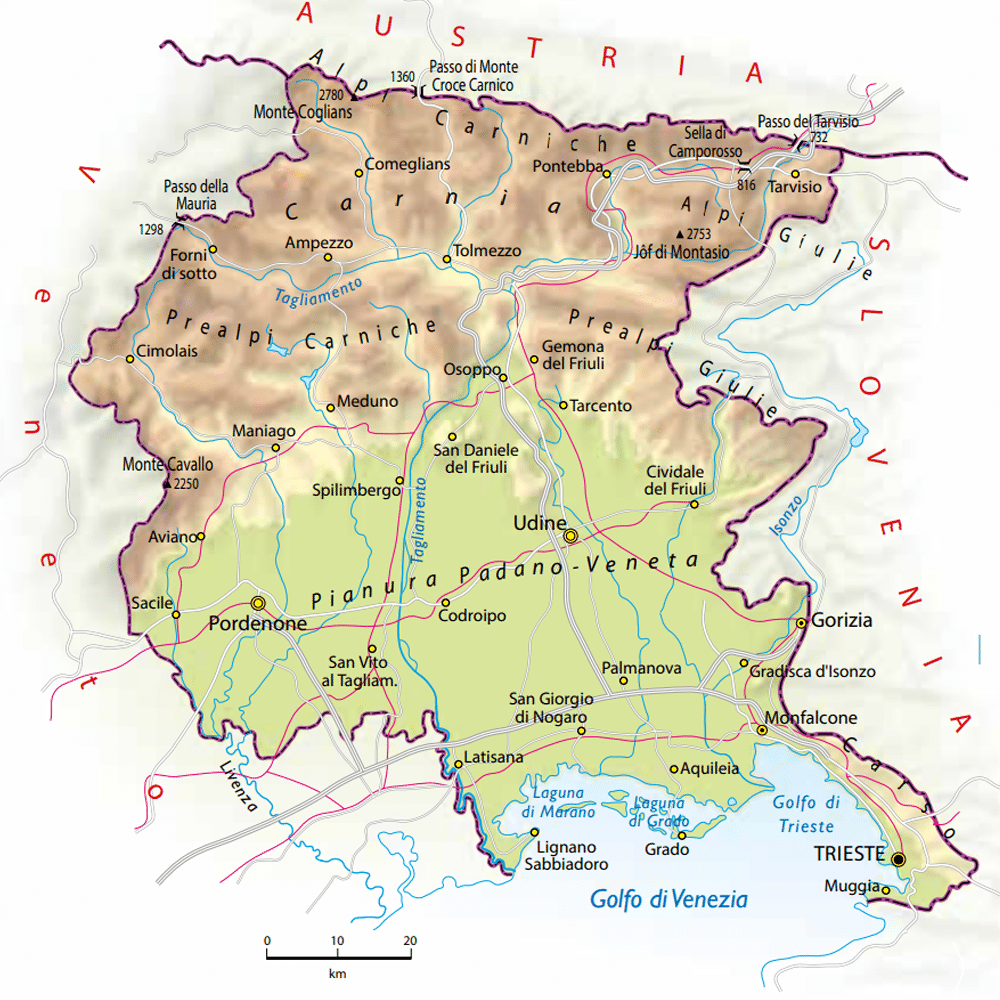 AUSTRIA
Alpi
Passo di Monte
Croce Carnico
1360
2780
Monte Coglians
Carniche
Passo del Tarvisio
732
Sella di
Camporosso
816
Comeglians
Pontebba
Tarvisio
Veneto
Passo della
Mauria
1298
Carnia
Alpi
Giulie
2753
Jôf di Montasio
SLOVENIA
Ampezzo
Tolmezzo
Forni
di sotto
Tagliamento
Prealpi Carniche
Prealpi
Giulie
Cimolais
Osoppo
Gemona
del Friuli
Meduno
Tarcento
Maniago
San Daniele
del Friuli
Monte Cavallo
2250
Spilimbergo
Cividale
del Friuli
Tagliamento
Isonzo
Udine
Aviano
Pianura Padano-Veneta
Sacile
Pordenone
Codroipo
Gorizia
San Vito
al Tagliam.
Palmanova
Gradisca d'Isonzo
San Giorgio
di Nogaro
Monfalcone
Carso
Latisana
Aquileia
Livenza
Laguna
di Marano
Laguna
di Grado
Golfo di
Trieste
Lignano
Sabbiadoro
Grado
TRIESTE
Muggia
Golfo di Venezia
0 10 20
km